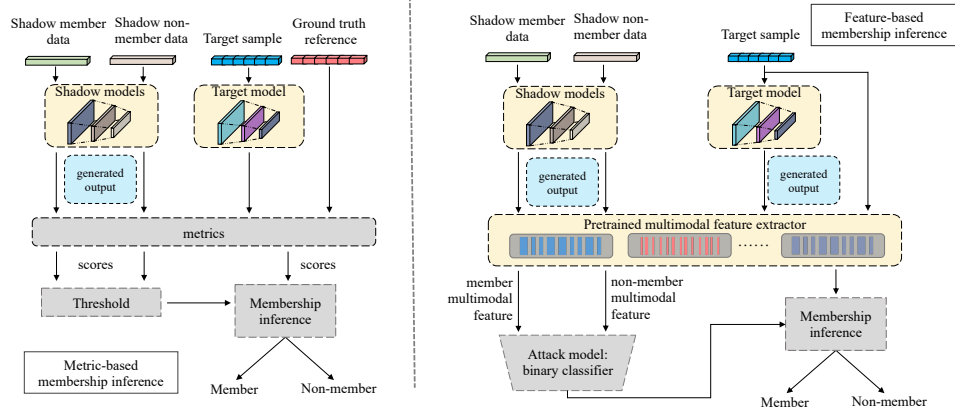 Shadow member
data
Shadow non-
member data
Target sample
Ground truth
reference
Shadow models
Target model
generated
output
metrics
scores
scores
Threshold
Membership
inference
Metric-based
membership inference
Member
Non-member
Shadow member
data
Shadow non-
member data
Target sample
Feature-based
membership inference
Shadow models
Target model
generated
output
generated
output
Pretrained multimodal feature extractor
......
member
multimodal
feature
non-member
multimodal
feature
Attack model:
binary classifier
Membership
inference
Member
Non-member